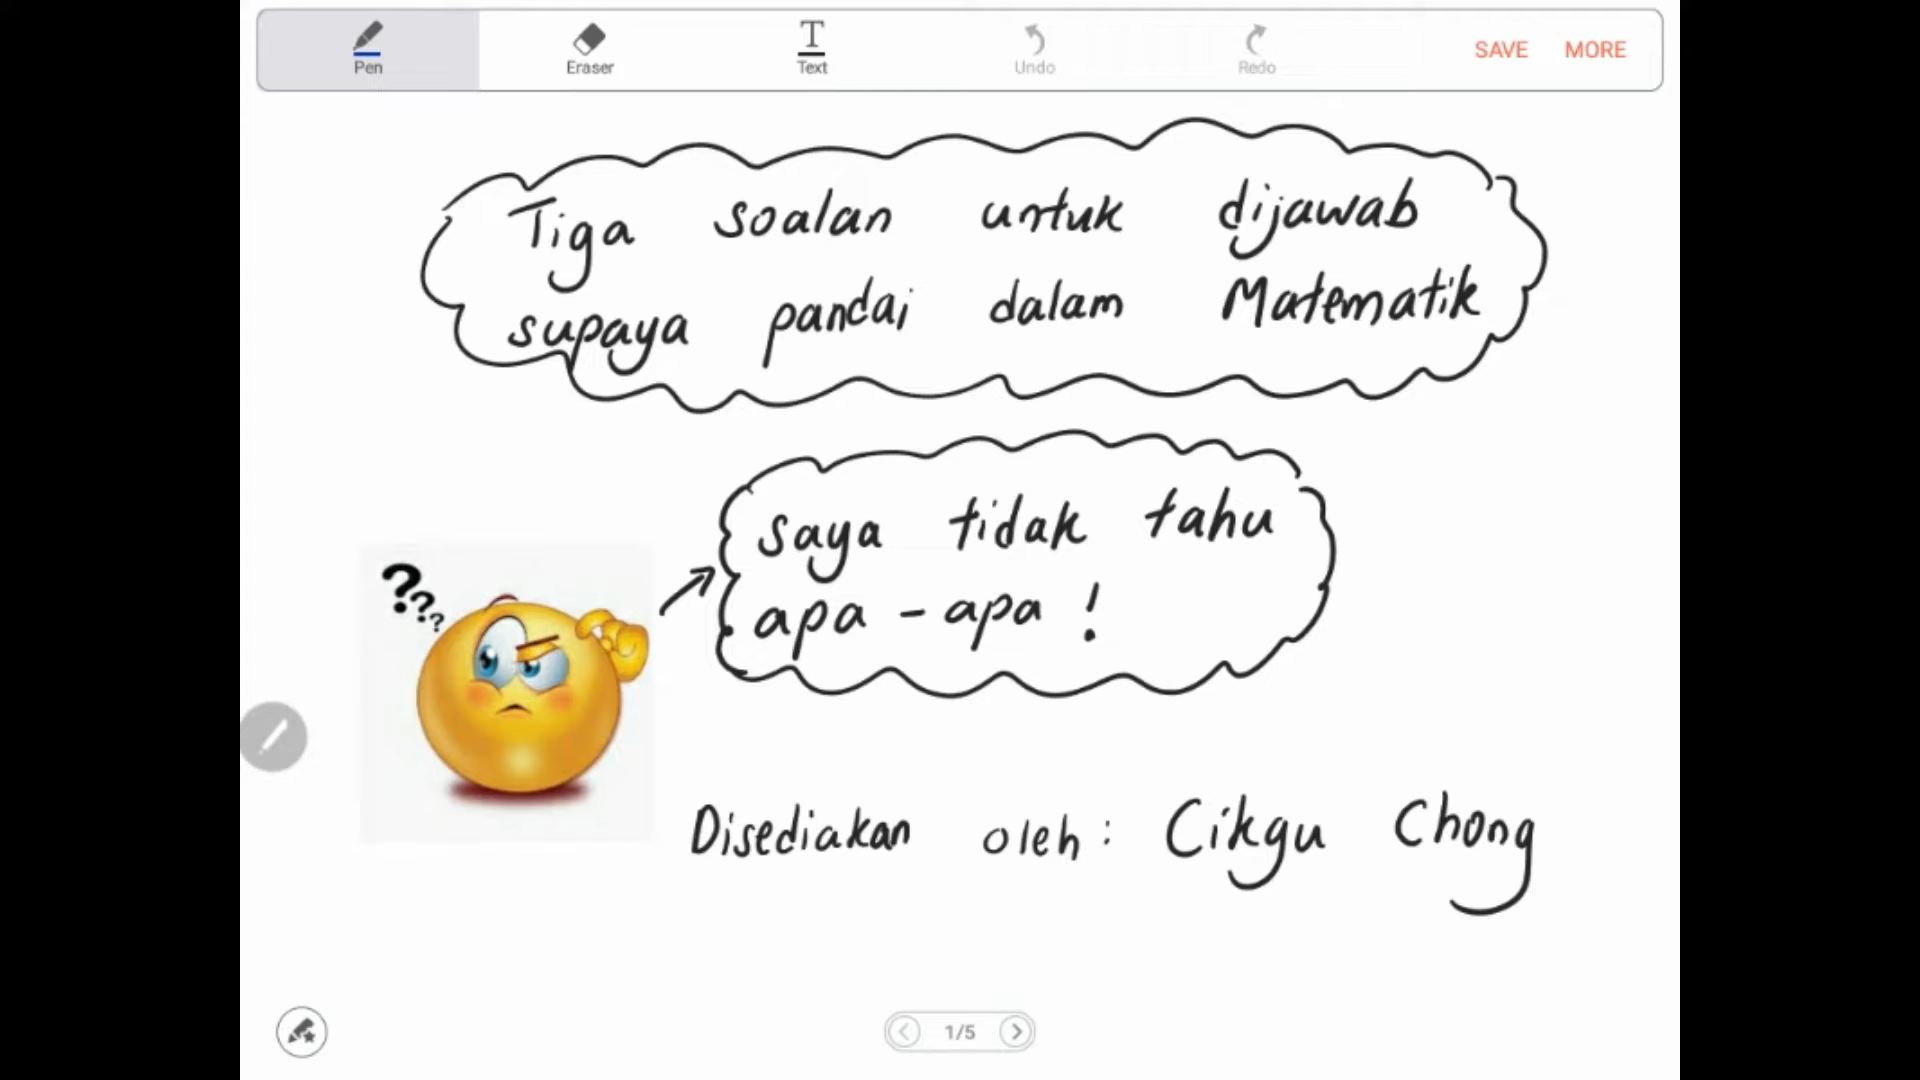 Pen Eraser Text Undo Redo SAVE MORE
Tiga soalan untuk dijawab
supaya pandai dalam Matematik
saya tidak tahu
apa-apa!
???
Disediakan oleh: Cikgu Chong
1/5